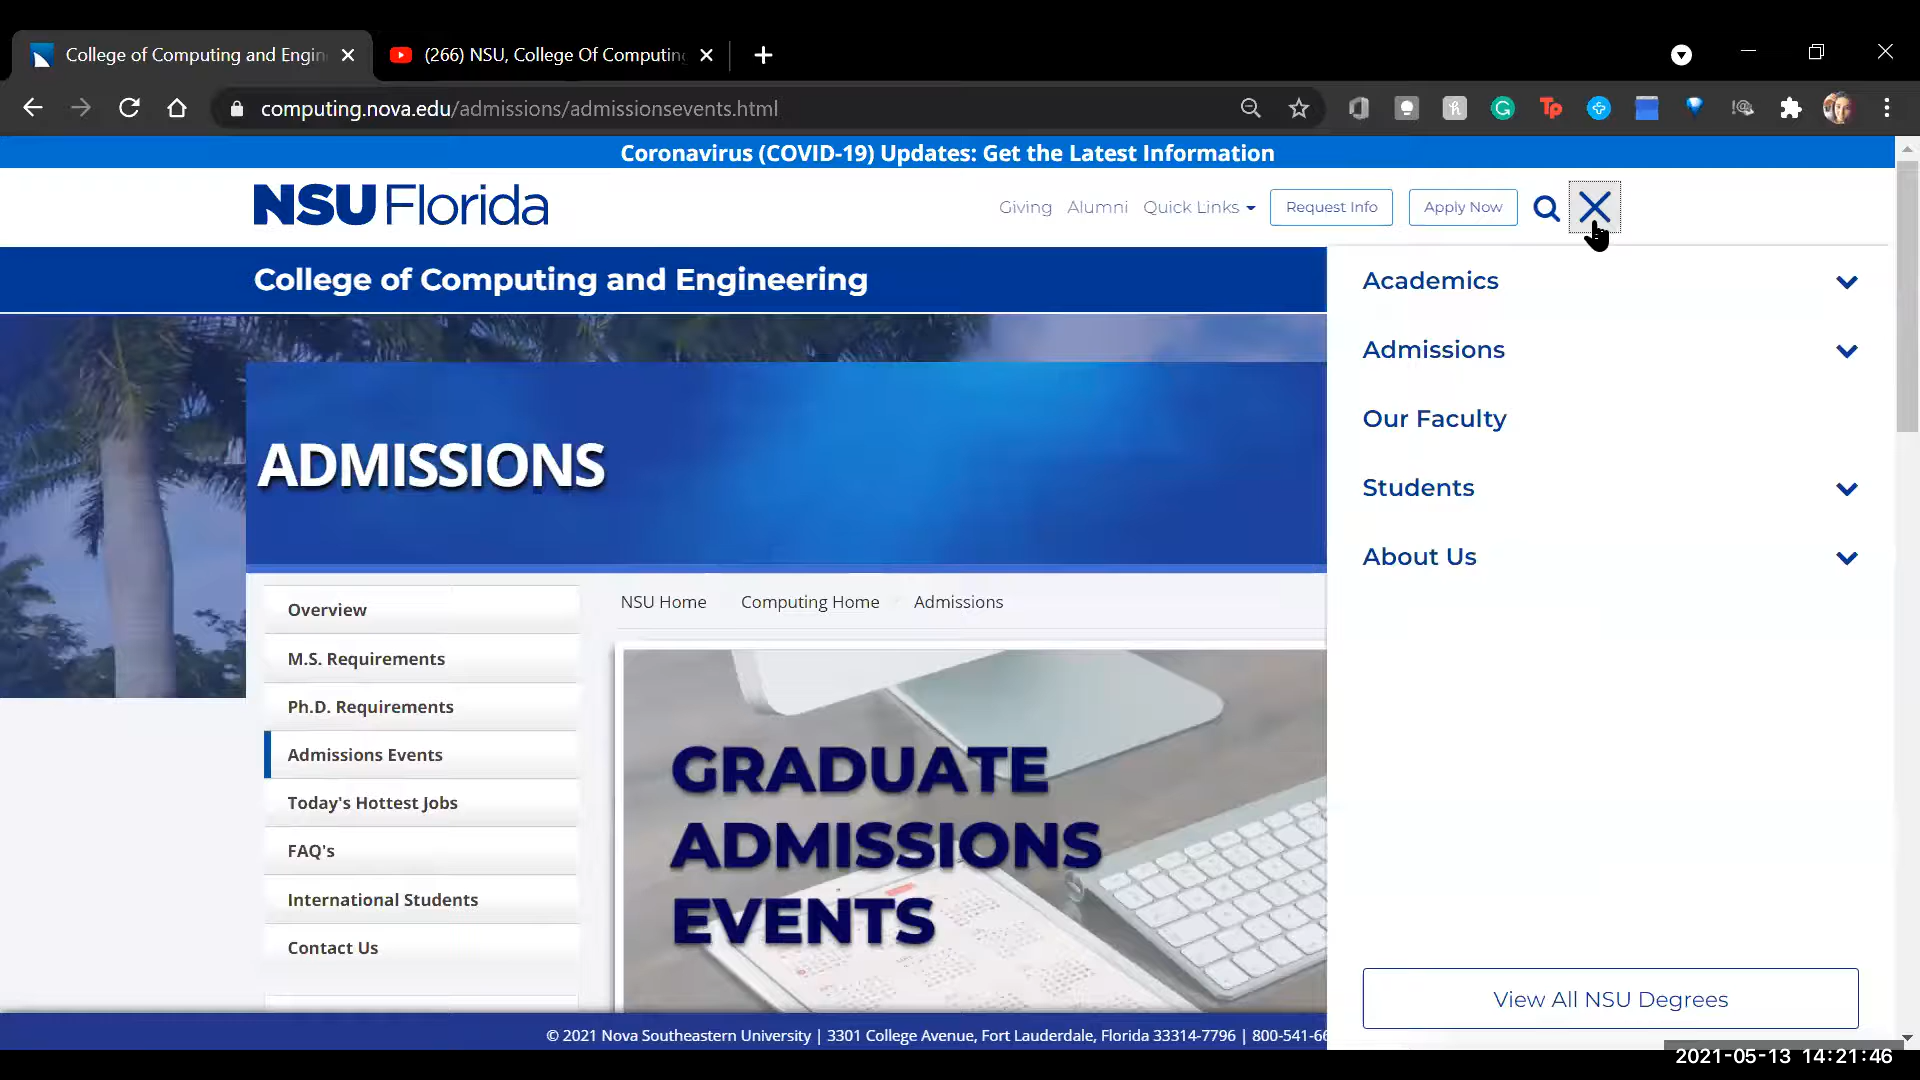 College of Computing and Engin
(266) NSU, College Of Computin
computing.nova.edu/admissions/admissionsevents.html
Coronavirus (COVID-19) Updates: Get the Latest Information
NSU Florida
Giving
Alumni
Quick Links
Request Info
Apply Now
College of Computing and Engineering
Academics
Admissions
Our Faculty
Students
About Us
View All NSU Degrees
ADMISSIONS
Overview
M.S. Requirements
Ph.D. Requirements
Admissions Events
Today's Hottest Jobs
FAQ's
International Students
Contact Us
NSU Home
Computing Home
Admissions
GRADUATE
ADMISSIONS
EVENTS
© 2021 Nova Southeastern University | 3301 College Avenue, Fort Lauderdale, Florida 33314-7796 | 800-541-66
2021-05-13 14:21:46